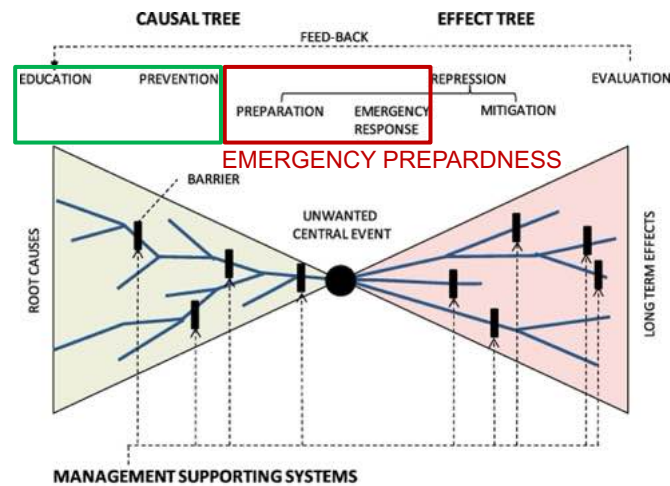 CAUSAL TREE
EFFECT TREE
FEED-BACK
EDUCATION
PREVENTION
REPRESSION
EVALUATION
PREPARATION
EMERGENCY
RESPONSE
MITIGATION
EMERGENCY PREPARDNESS
BARRIER
UNWANTED
CENTRAL EVENT
ROOT CAUSES
LONG TERM EFFECTS
MANAGEMENT SUPPORTING SYSTEMS